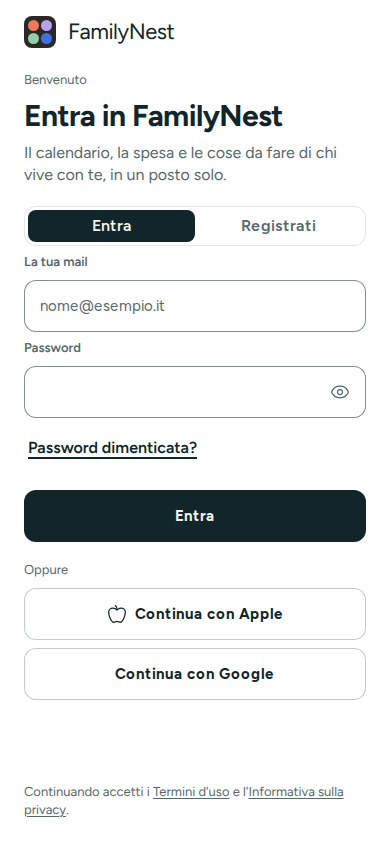 FamilyNest
Benvenuto
Entra in FamilyNest
Il calendario, la spesa e le cose da fare di chi
vive con te, in un posto solo.
Entra
Registrati
La tua mail
nome@esempio.it
Password
Password dimenticata?
Entra
Oppure
Continua con Apple
Continua con Google
Continuando accetti i Termini d'uso e l'Informativa sulla
privacy.